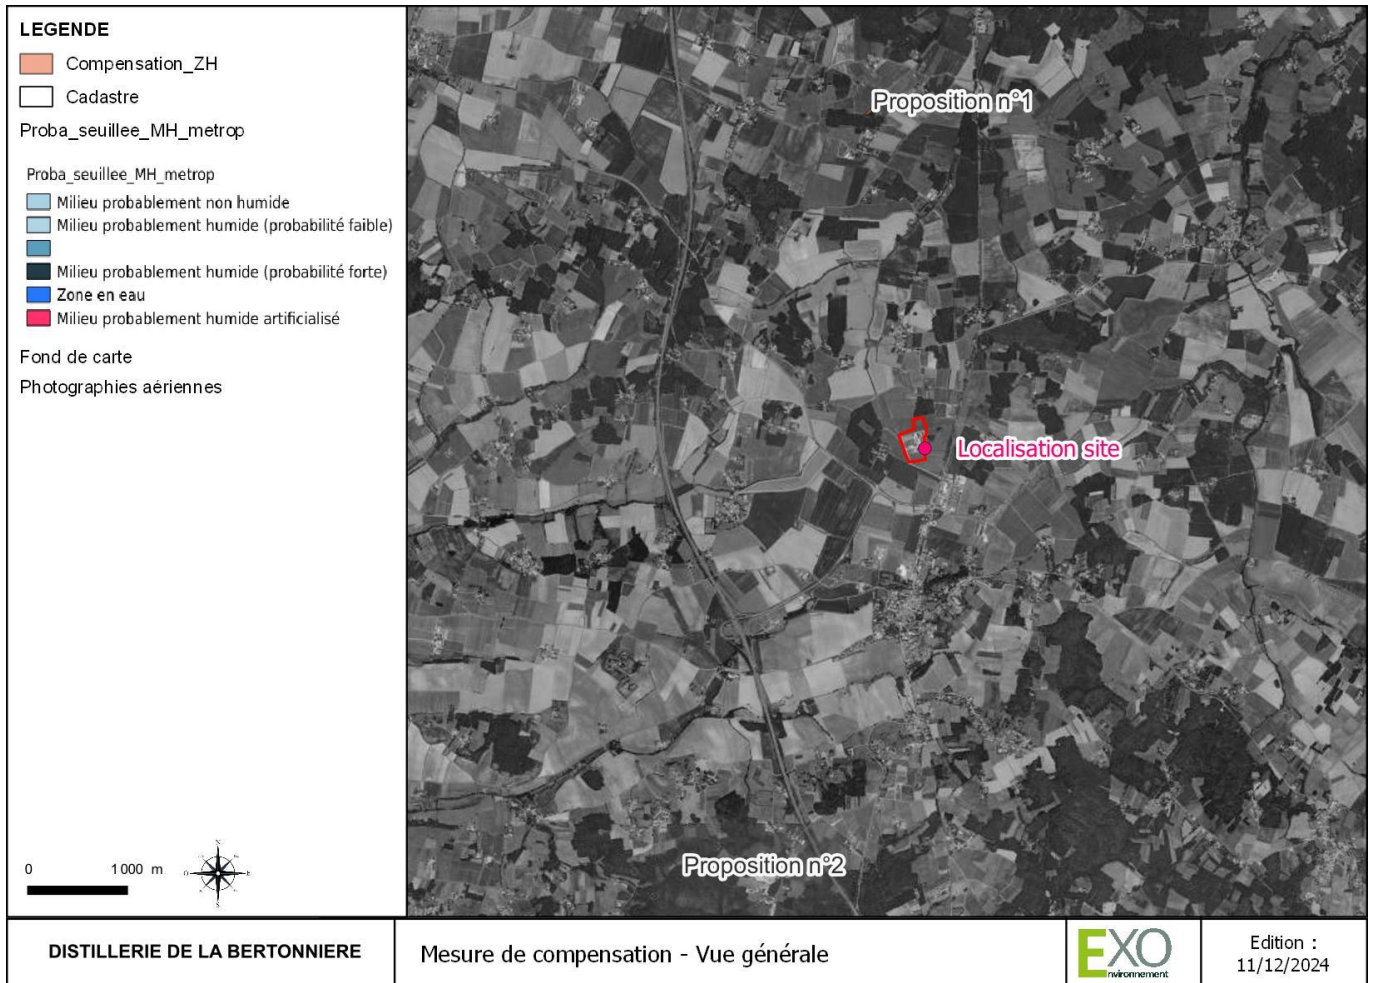 LEGENDE
Compensation_ZH
Cadastre
Proba_seuillee_MH_metrop
Proba_seuillee_MH_metrop
Milieu probablement non humide
Milieu probablement humide (probabilité faible)
Milieu probablement humide (probabilité forte)
Zone en eau
Milieu probablement humide artificialisé
Fond de carte
Photographies aériennes
0 1000 m
N
O E
S
Proposition n°1
Localisation site
Proposition n°2
DISTILLERIE DE LA BERTONNIERE
Mesure de compensation - Vue générale
EXO
nvironnement
Edition :
11/12/2024